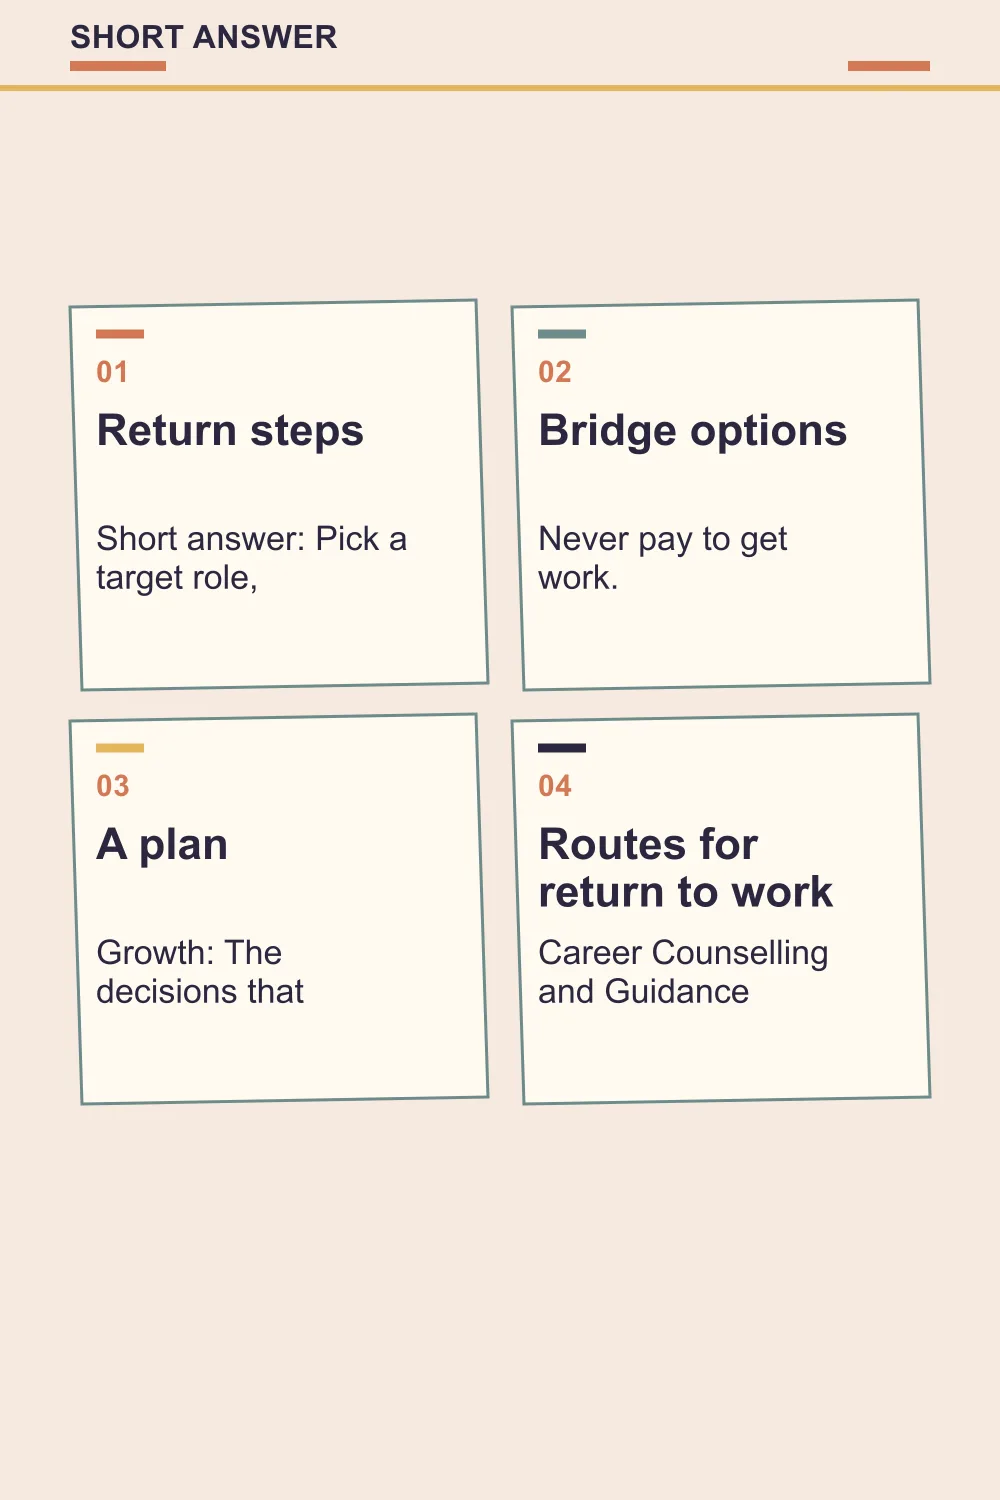 SHORT ANSWER
01
Return steps
Short answer: Pick a
target role,
02
Bridge options
Never pay to get
work.
03
A plan
Growth: The
decisions that
04
Routes for
return to work
Career Counselling
and Guidance